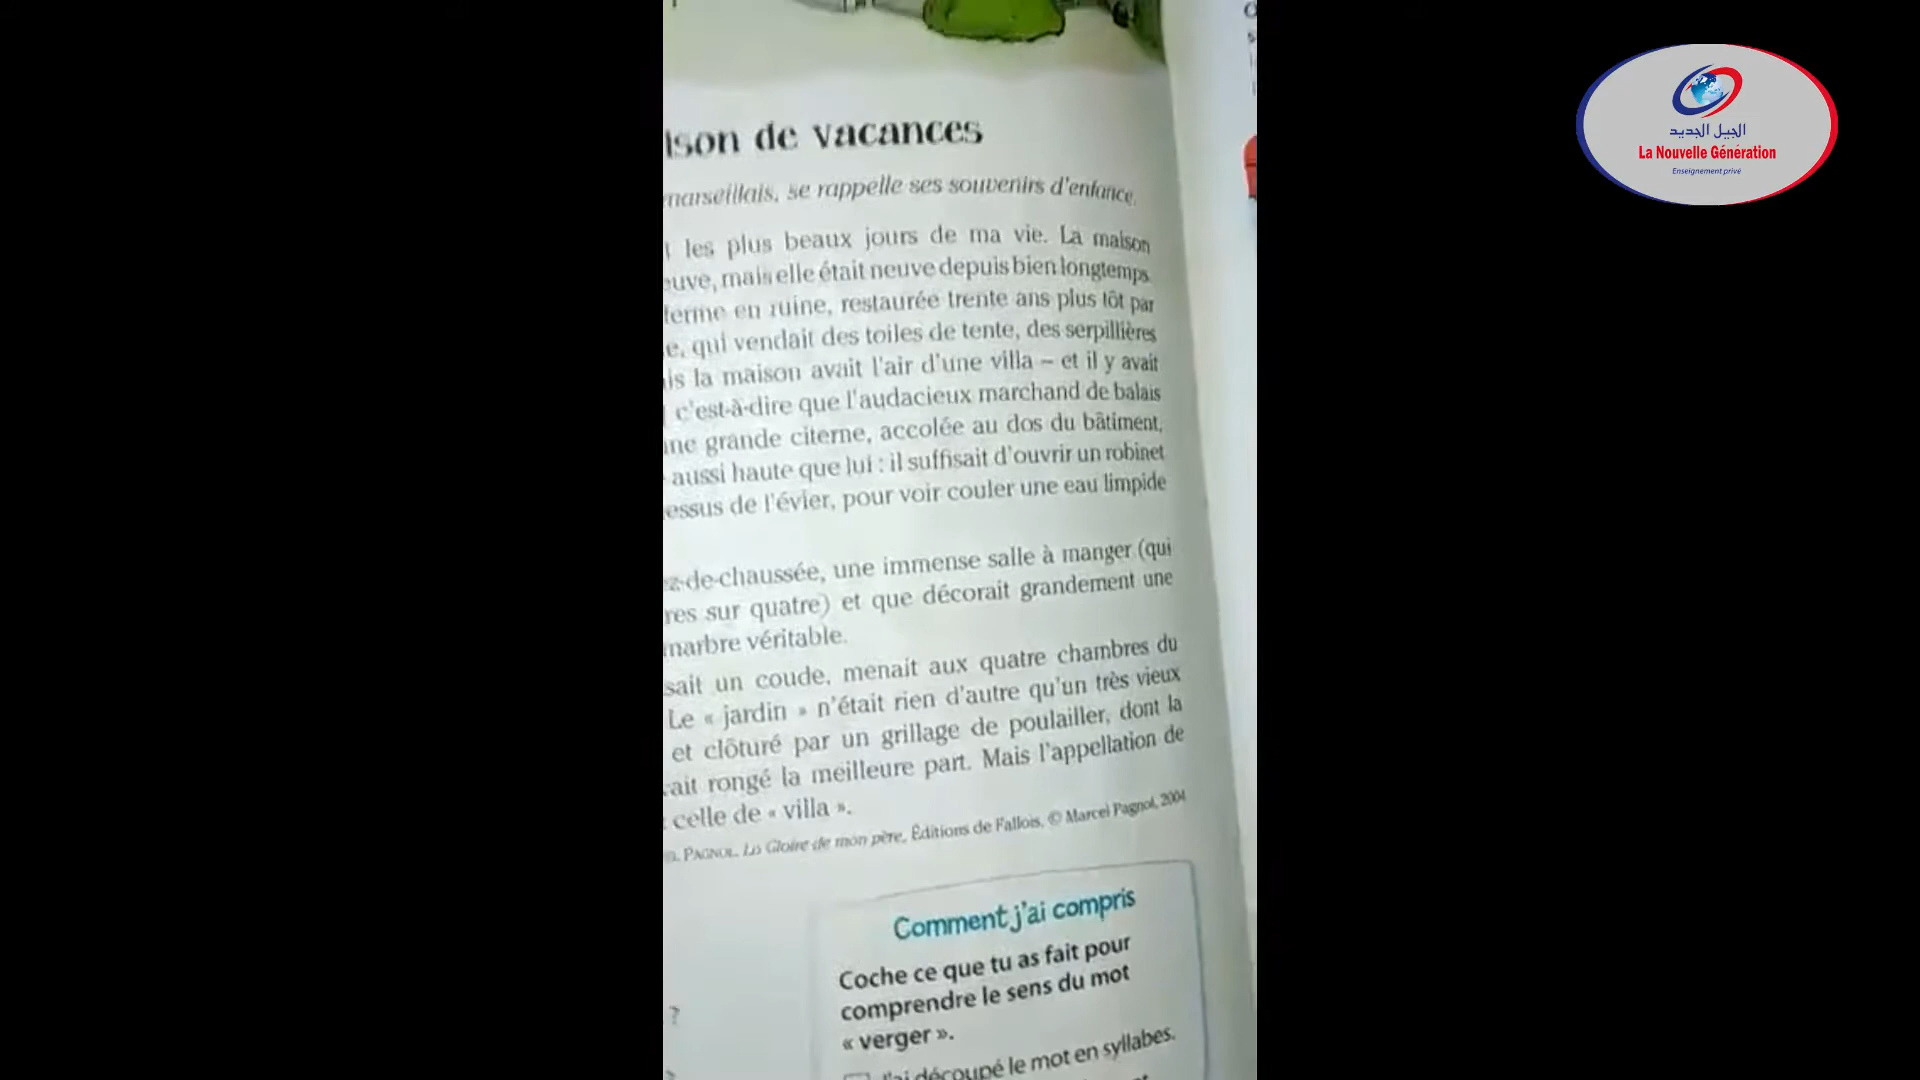 de vacances
marseillais, se rappelle ses souvenirs d'enfance.
les plus beaux jours de ma vie. La maison
mais elle était neuve depuis bien longtemps.
ferme en ruine, restaurée trente ans plus tôt par
qui vendait des toiles de tente, des serpillières
la maison avait l'air d'une villa – et il y avait
c'est-à-dire que l'audacieux marchand de balais
grande citerne, accolée au dos du bâtiment,
aussi haute que lui : il suffisait d'ouvrir un robinet
de l'évier, pour voir couler une eau limpide
z-de-chaussée, une immense salle à manger (qui
res sur quatre) et que décorait grandement une
marbre véritable.
sait un coude, menait aux quatre chambres du
Le « jardin » n'était rien d'autre qu'un très vieux
et clôturé par un grillage de poulailler, dont la
ait rongé la meilleure part. Mais l'appellation de
celle de « villa ».
PAGNOL, La Gloire de mon père, Éditions de Fallois, © Marcel Pagnol, 2004
Comment j'ai compris
Coche ce que tu as fait pour
comprendre le sens du mot
« verger ».
J'ai découpé le mot en syllabes.
?
الجيل الجديد
La Nouvelle Génération
Enseignement privé